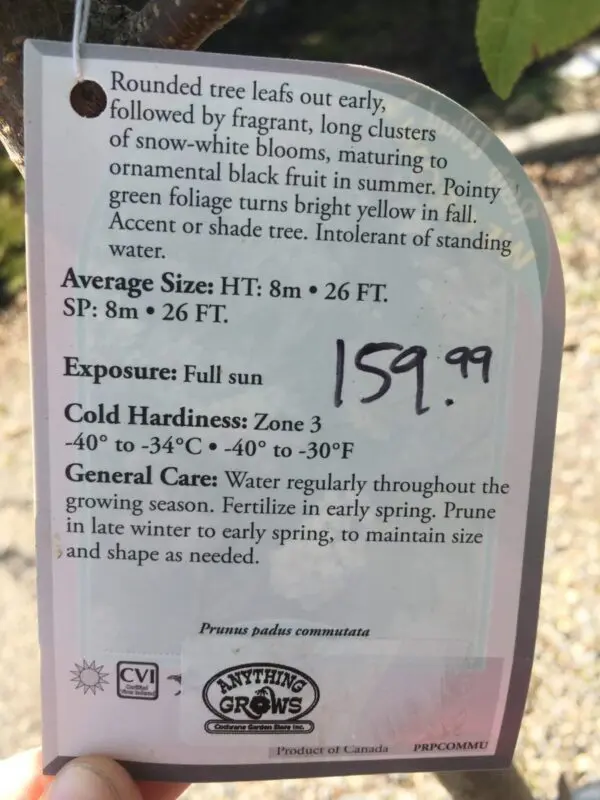 Rounded tree leafs out early,
followed by fragrant, long clusters
of snow-white blooms, maturing to
ornamental black fruit in summer. Pointy
green foliage turns bright yellow in fall.
Accent or shade tree. Intolerant of standing
water.
Average Size: HT: 8m • 26 FT.
SP: 8m • 26 FT.
159.99
Exposure: Full sun
Cold Hardiness: Zone 3
-40° to -34°C • -40° to -30°F
General Care: Water regularly throughout the
growing season. Fertilize in early spring. Prune
in late winter to early spring, to maintain size
and shape as needed.
Prunus padus commutata
CVI
ANYTHING
GROWS
Cochrane Garden Store Inc.
Product of Canada PRPCOMMU